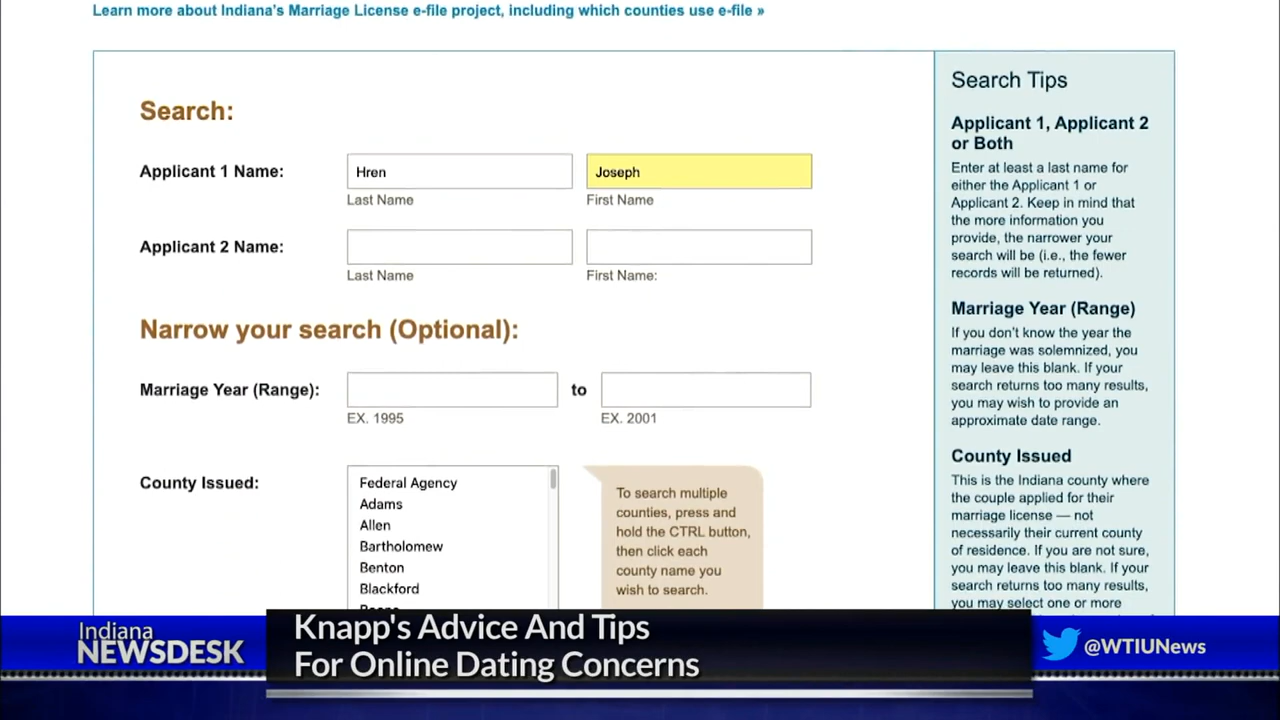 Learn more about Indiana's Marriage License e-file project, including which counties use e-file »
Search:
Applicant 1 Name:
Hren
Joseph
Last Name
First Name
Applicant 2 Name:
Last Name
First Name:
Narrow your search (Optional):
Marriage Year (Range):
to
EX. 1995
EX. 2001
County Issued:
Federal Agency
Adams
Allen
Bartholomew
Benton
Blackford
To search multiple
counties, press and
hold the CTRL button,
then click each
county name you
wish to search.
Search Tips
Applicant 1, Applicant 2
or Both
Enter at least a last name for
either the Applicant 1 or
Applicant 2. Keep in mind that
the more information you
provide, the narrower your
search will be (i.e., the fewer
records will be returned).
Marriage Year (Range)
If you don't know the year the
marriage was solemnized, you
may leave this blank. If your
search returns too many results,
you may wish to provide an
approximate date range.
County Issued
This is the Indiana county where
the couple applied for their
marriage license — not
necessarily their current county
of residence. If you are not sure,
you may leave this blank. If your
search returns too many results,
you may select one or more
Indiana
NEWSDESK
Knapp's Advice And Tips
For Online Dating Concerns
@WTIUNews